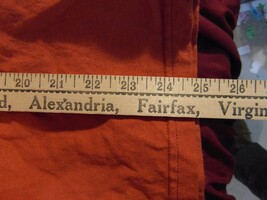 20 21 22 23 24 25 26
d, Alexandria, Fairfax, Virgin